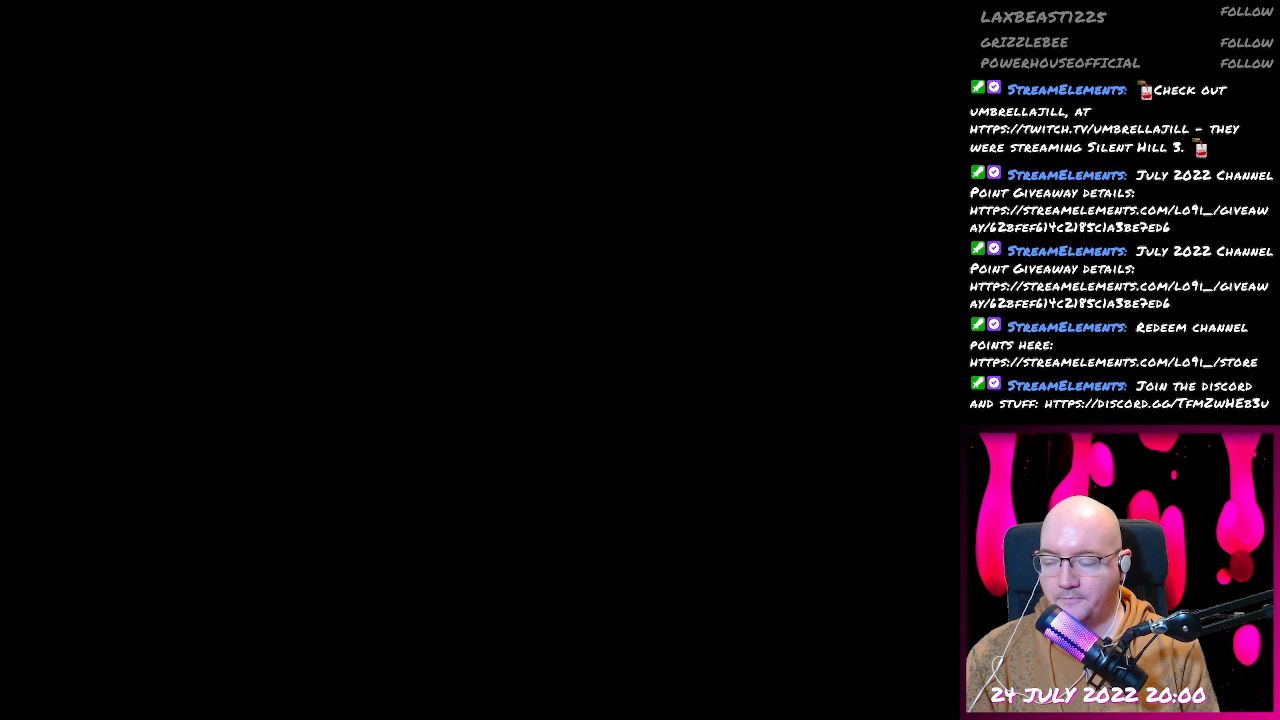 LAXBEAST1225 FOLLOW
GRIZZLEBEE FOLLOW
POWERHOUSEOFFICIAL FOLLOW
StreamElements: Check out
umbrellajill, at
https://twitch.tv/umbrellajill - they
were streaming Silent Hill 3.
StreamElements: July 2022 Channel
Point Giveaway details:
https://streamelements.com/lo9i_/giveaw
ay/62bfef614c2185c1a3be7ed6
StreamElements: July 2022 Channel
Point Giveaway details:
https://streamelements.com/lo9i_/giveaw
ay/62bfef614c2185c1a3be7ed6
StreamElements: Redeem channel
points here:
https://streamelements.com/lo9i_/store
StreamElements: Join the discord
and stuff: https://discord.gg/TfmZwHEb3u
24 JULY 2022 20:00